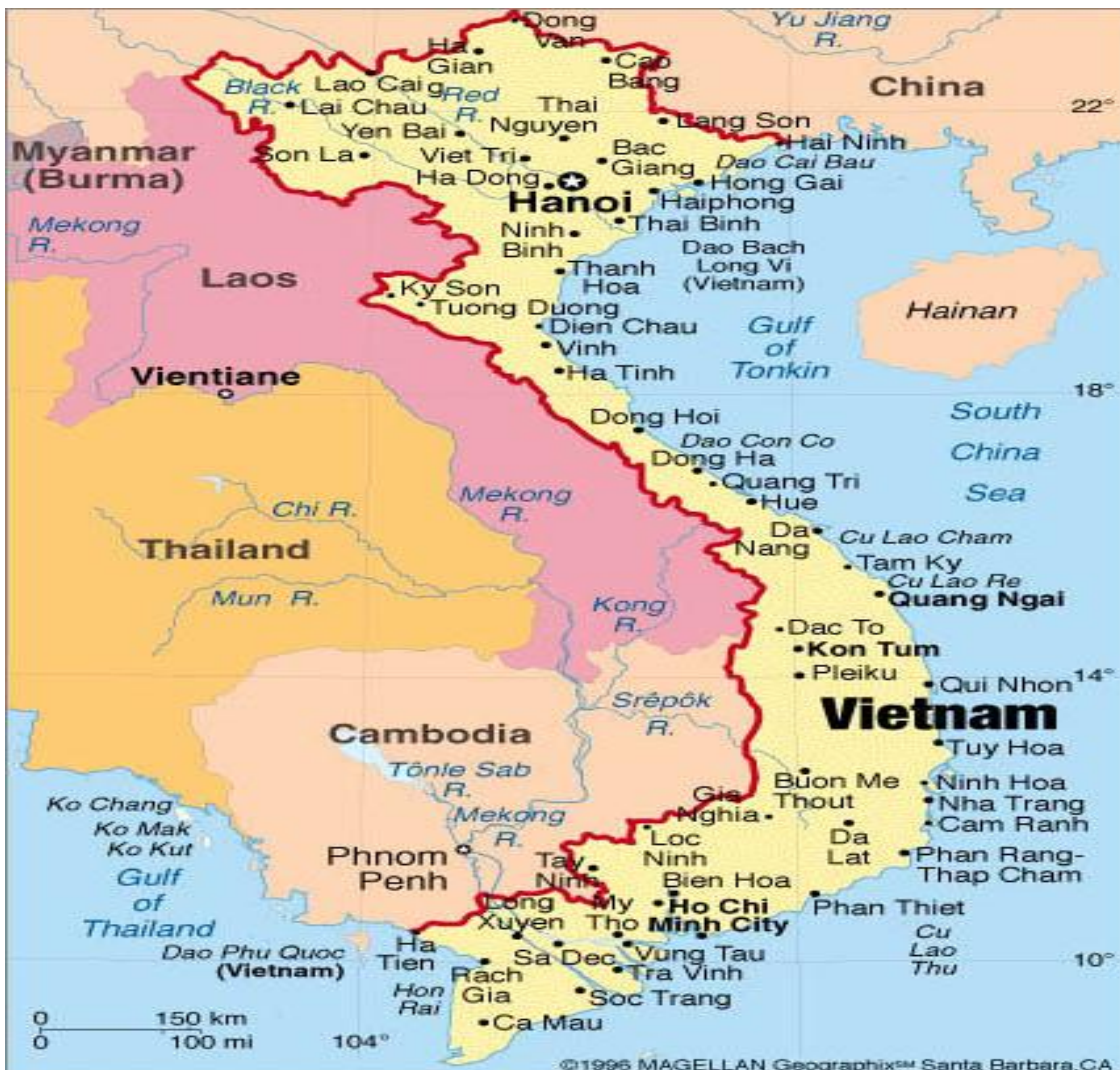 Dong
Van
Yu Jiang
R.
Ha
Gian
g
Cao
Bang
China
Black
R.
Lao Cai
Red
R.
Lai Chau
Thai
Nguyen
22°
Lang Son
Yen Bai
Hai Ninh
Myanmar
(Burma)
Son La
Viet Tri
Bac
Giang
Dao Cai Bau
Ha Dong
Hong Gai
Hanoi
Haiphong
Thai Binh
Mekong
R.
Ninh
Binh
Dao Bach
Long Vi
(Vietnam)
Laos
Thanh
Hoa
Ky Son
Tuong Duong
Hainan
Dien Chau
Gulf
of
Tonkin
Vinh
Ha Tinh
Vientiane
18°
Dong Hoi
South
China
Sea
Dao Con Co
Dong Ha
Quang Tri
Mekong
R.
Hue
Chi R.
Da
Nang
Cu Lao Cham
Thailand
Tam Ky
Cu Lao Re
Quang Ngai
Mun R.
Kong
R.
Dac To
Kon Tum
Pleiku
14°
Qui Nhon
Srêpôk
R.
Vietnam
Cambodia
Tuy Hoa
Tônle Sab
R.
Buon Me
Thout
Ninh Hoa
Gia
Nghia
Nha Trang
Ko Chang
Ko Mak
Ko Kut
Mekong
R.
Cam Ranh
Loc
Ninh
Da
Lat
Phnom
Penh
Tay
Ninh
Phan Rang-
Thap Cham
Gulf
of
Thailand
Bien Hoa
Long
Xuyen
My
Tho
Ho Chi
Minh City
Phan Thiet
Cu
Lao
Thu
Dao Phu Quoc
(Vietnam)
Ha
Tien
Sa Dec
Vung Tau
10°
Rach
Gia
Tra Vinh
Hon
Rai
Soc Trang
Ca Mau
0 150 km
0 100 mi
104°
©1996 MAGELLAN Geographix℠ Santa Barbara,CA